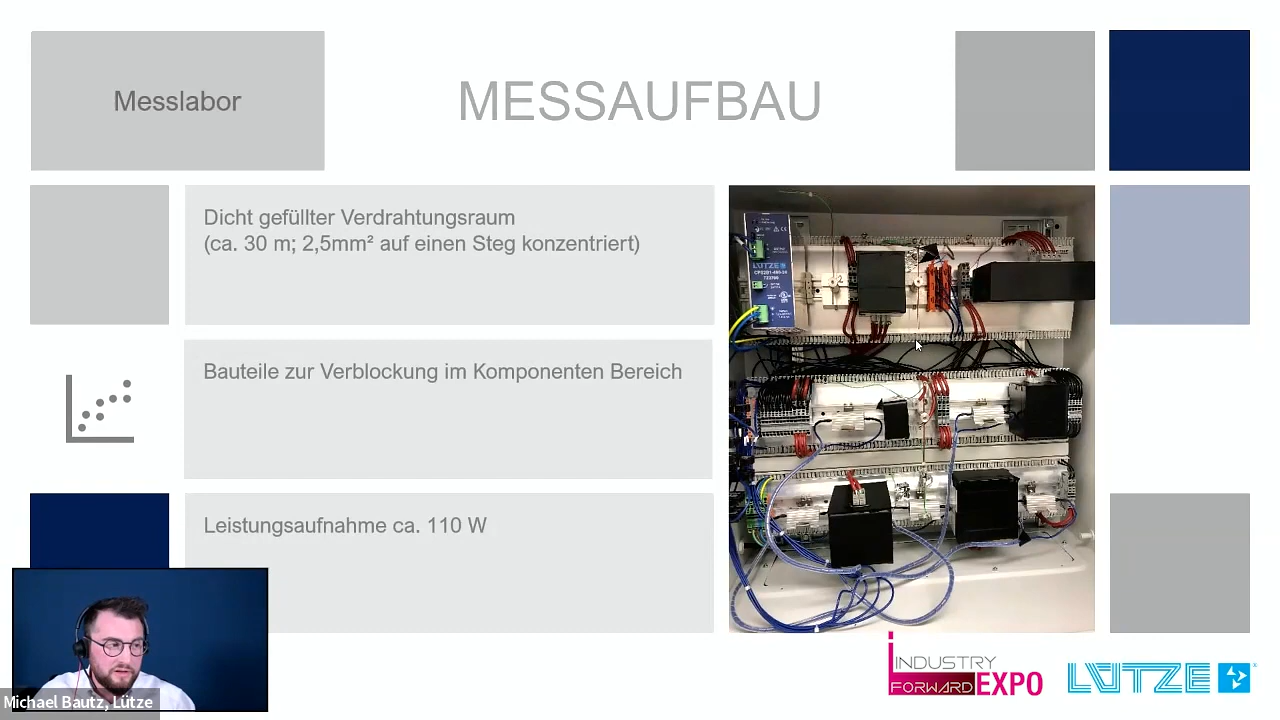 Messlabor
MESSAUFBAU
Dicht gefüllter Verdrahtungsraum
(ca. 30 m; 2,5mm² auf einen Steg konzentriert)
Bauteile zur Verblockung im Komponenten Bereich
Leistungsaufnahme ca. 110 W
LÜTZE
Michael Bautz, Lütze
INDUSTRY
FORWARD EXPO
LÜTZE